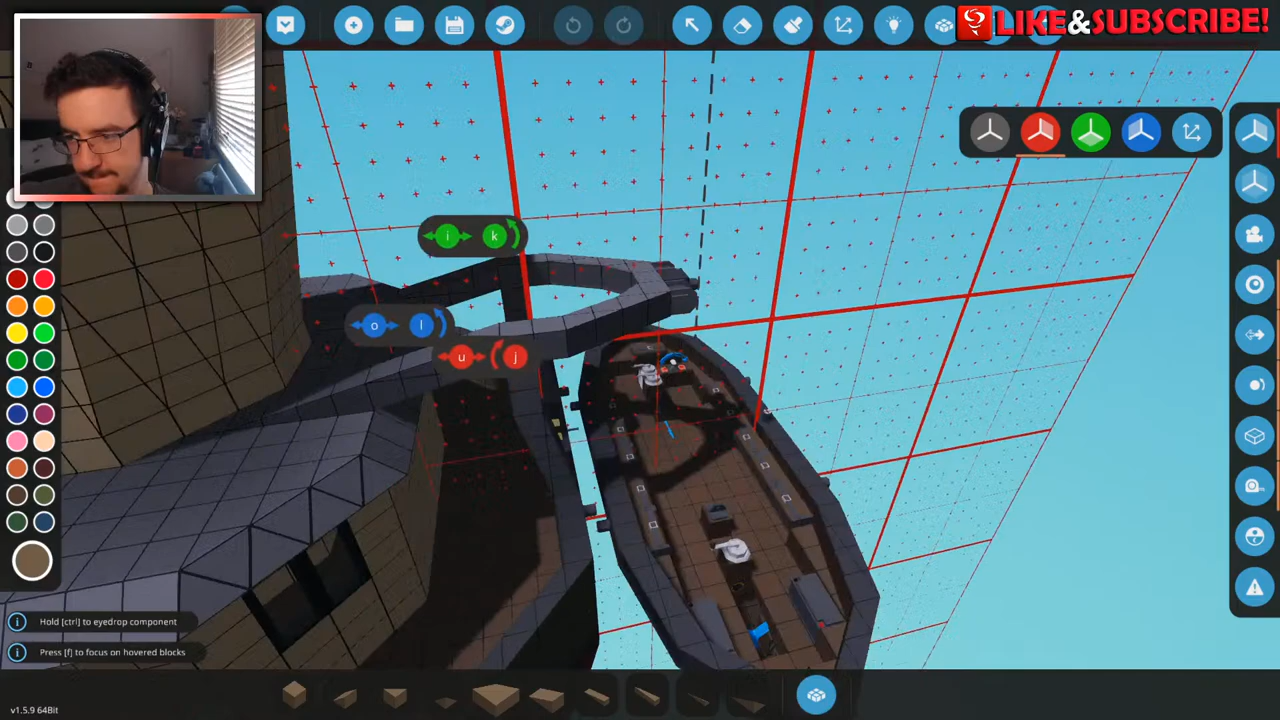 LIKE&SUBSCRIBE!
i k
o l
u j
Hold [ctrl] to eyedrop component
Press [f] to focus on hovered blocks
v1.5.9 64Bit